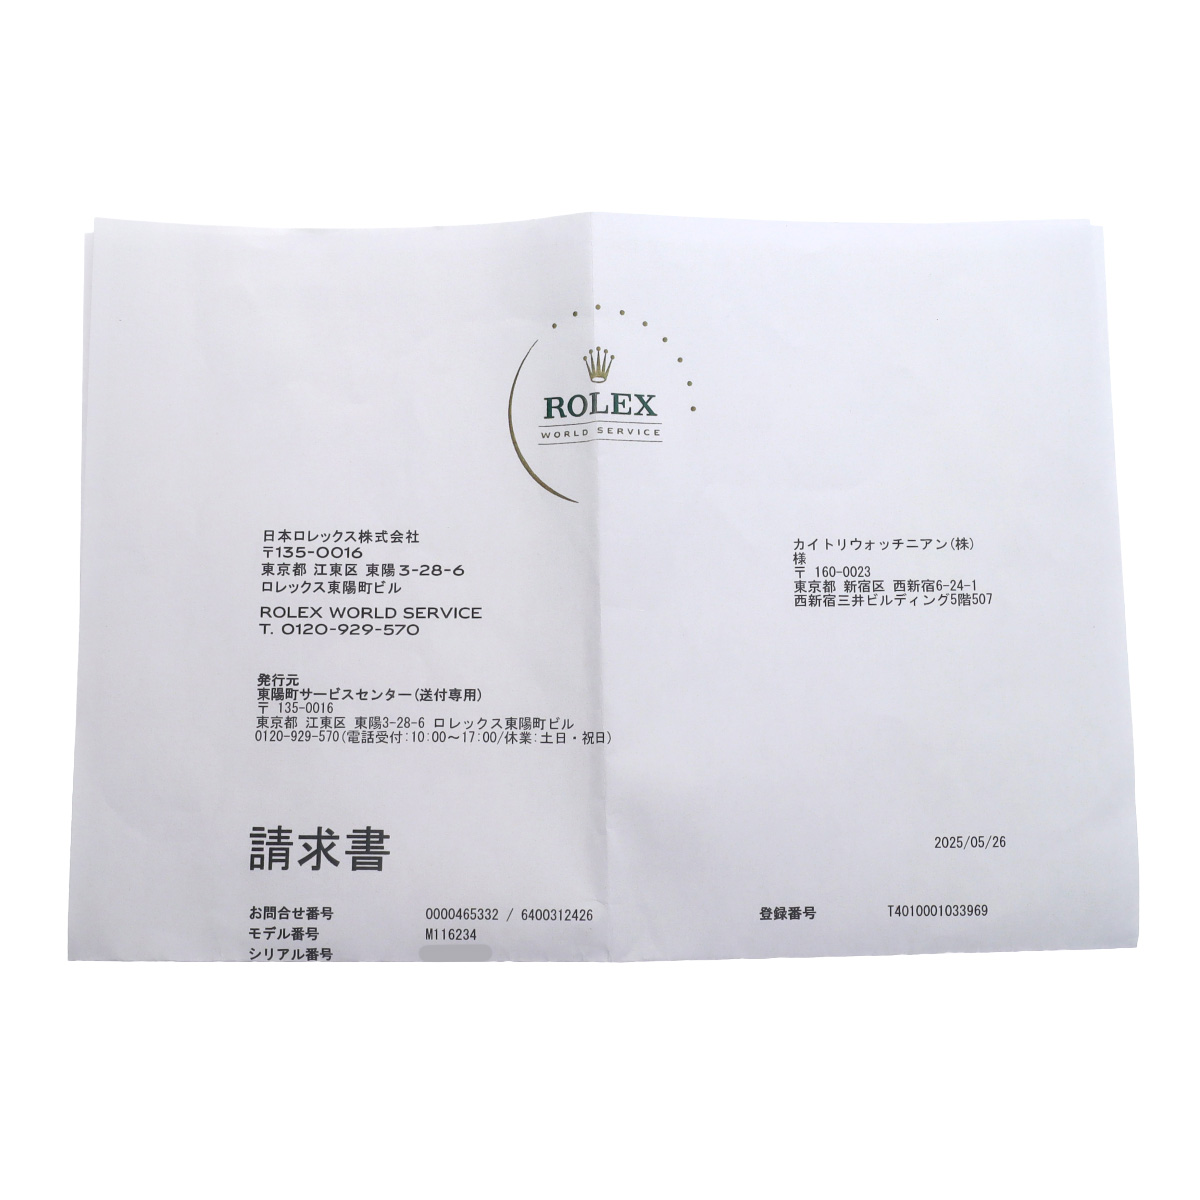 ROLEX
WORLD SERVICE
日本ロレックス株式会社
〒135-0016
東京都 江東区 東陽3-28-6
ロレックス東陽町ビル
ROLEX WORLD SERVICE
T. 0120-929-570
カイトリウォッチニアン(株)
様
〒 160-0023
東京都 新宿区 西新宿6-24-1
西新宿三井ビルディング5階507
発行元
東陽町サービスセンター(送付専用)
〒 135-0016
東京都 江東区 東陽3-28-6 ロレックス東陽町ビル
0120-929-570(電話受付:10:00～17:00/休業:土日・祝日)
請求書
2025/05/26
お問合せ番号 0000465332 / 6400312426
登録番号 T4010001033969
モデル番号 M116234
シリアル番号